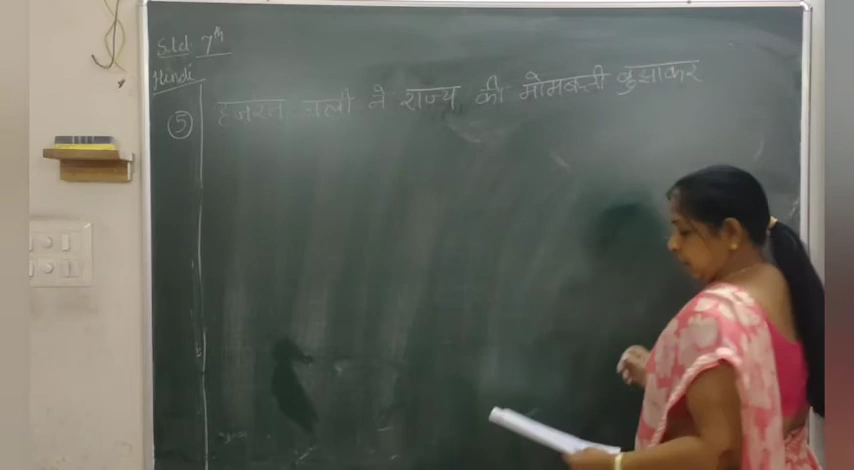 Std. 7th
Hindi
5 हजरत अली ने राज्य की मोमबत्ती बुझाकर